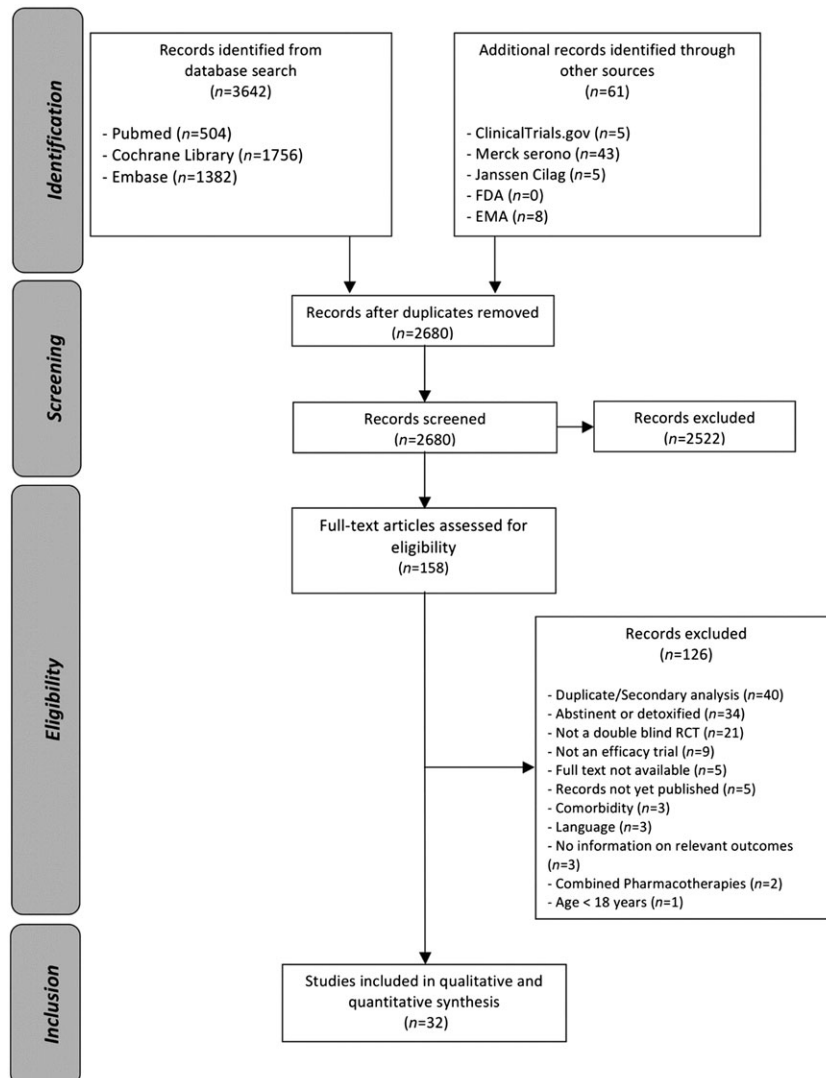 Identification
Records identified from
database search
(n=3642)
- Pubmed (n=504)
- Cochrane Library (n=1756)
- Embase (n=1382)
Additional records identified through
other sources
(n=61)
- ClinicalTrials.gov (n=5)
- Merck serono (n=43)
- Janssen Cilag (n=5)
- FDA (n=0)
- EMA (n=8)
Screening
Records after duplicates removed
(n=2680)
Records screened
(n=2680)
Records excluded
(n=2522)
Eligibility
Full-text articles assessed for
eligibility
(n=158)
Records excluded
(n=126)
- Duplicate/Secondary analysis (n=40)
- Abstinent or detoxified (n=34)
- Not a double blind RCT (n=21)
- Not an efficacy trial (n=9)
- Full text not available (n=5)
- Records not yet published (n=5)
- Comorbidity (n=3)
- Language (n=3)
- No information on relevant outcomes
(n=3)
- Combined Pharmacotherapies (n=2)
- Age < 18 years (n=1)
Inclusion
Studies included in qualitative and
quantitative synthesis
(n=32)